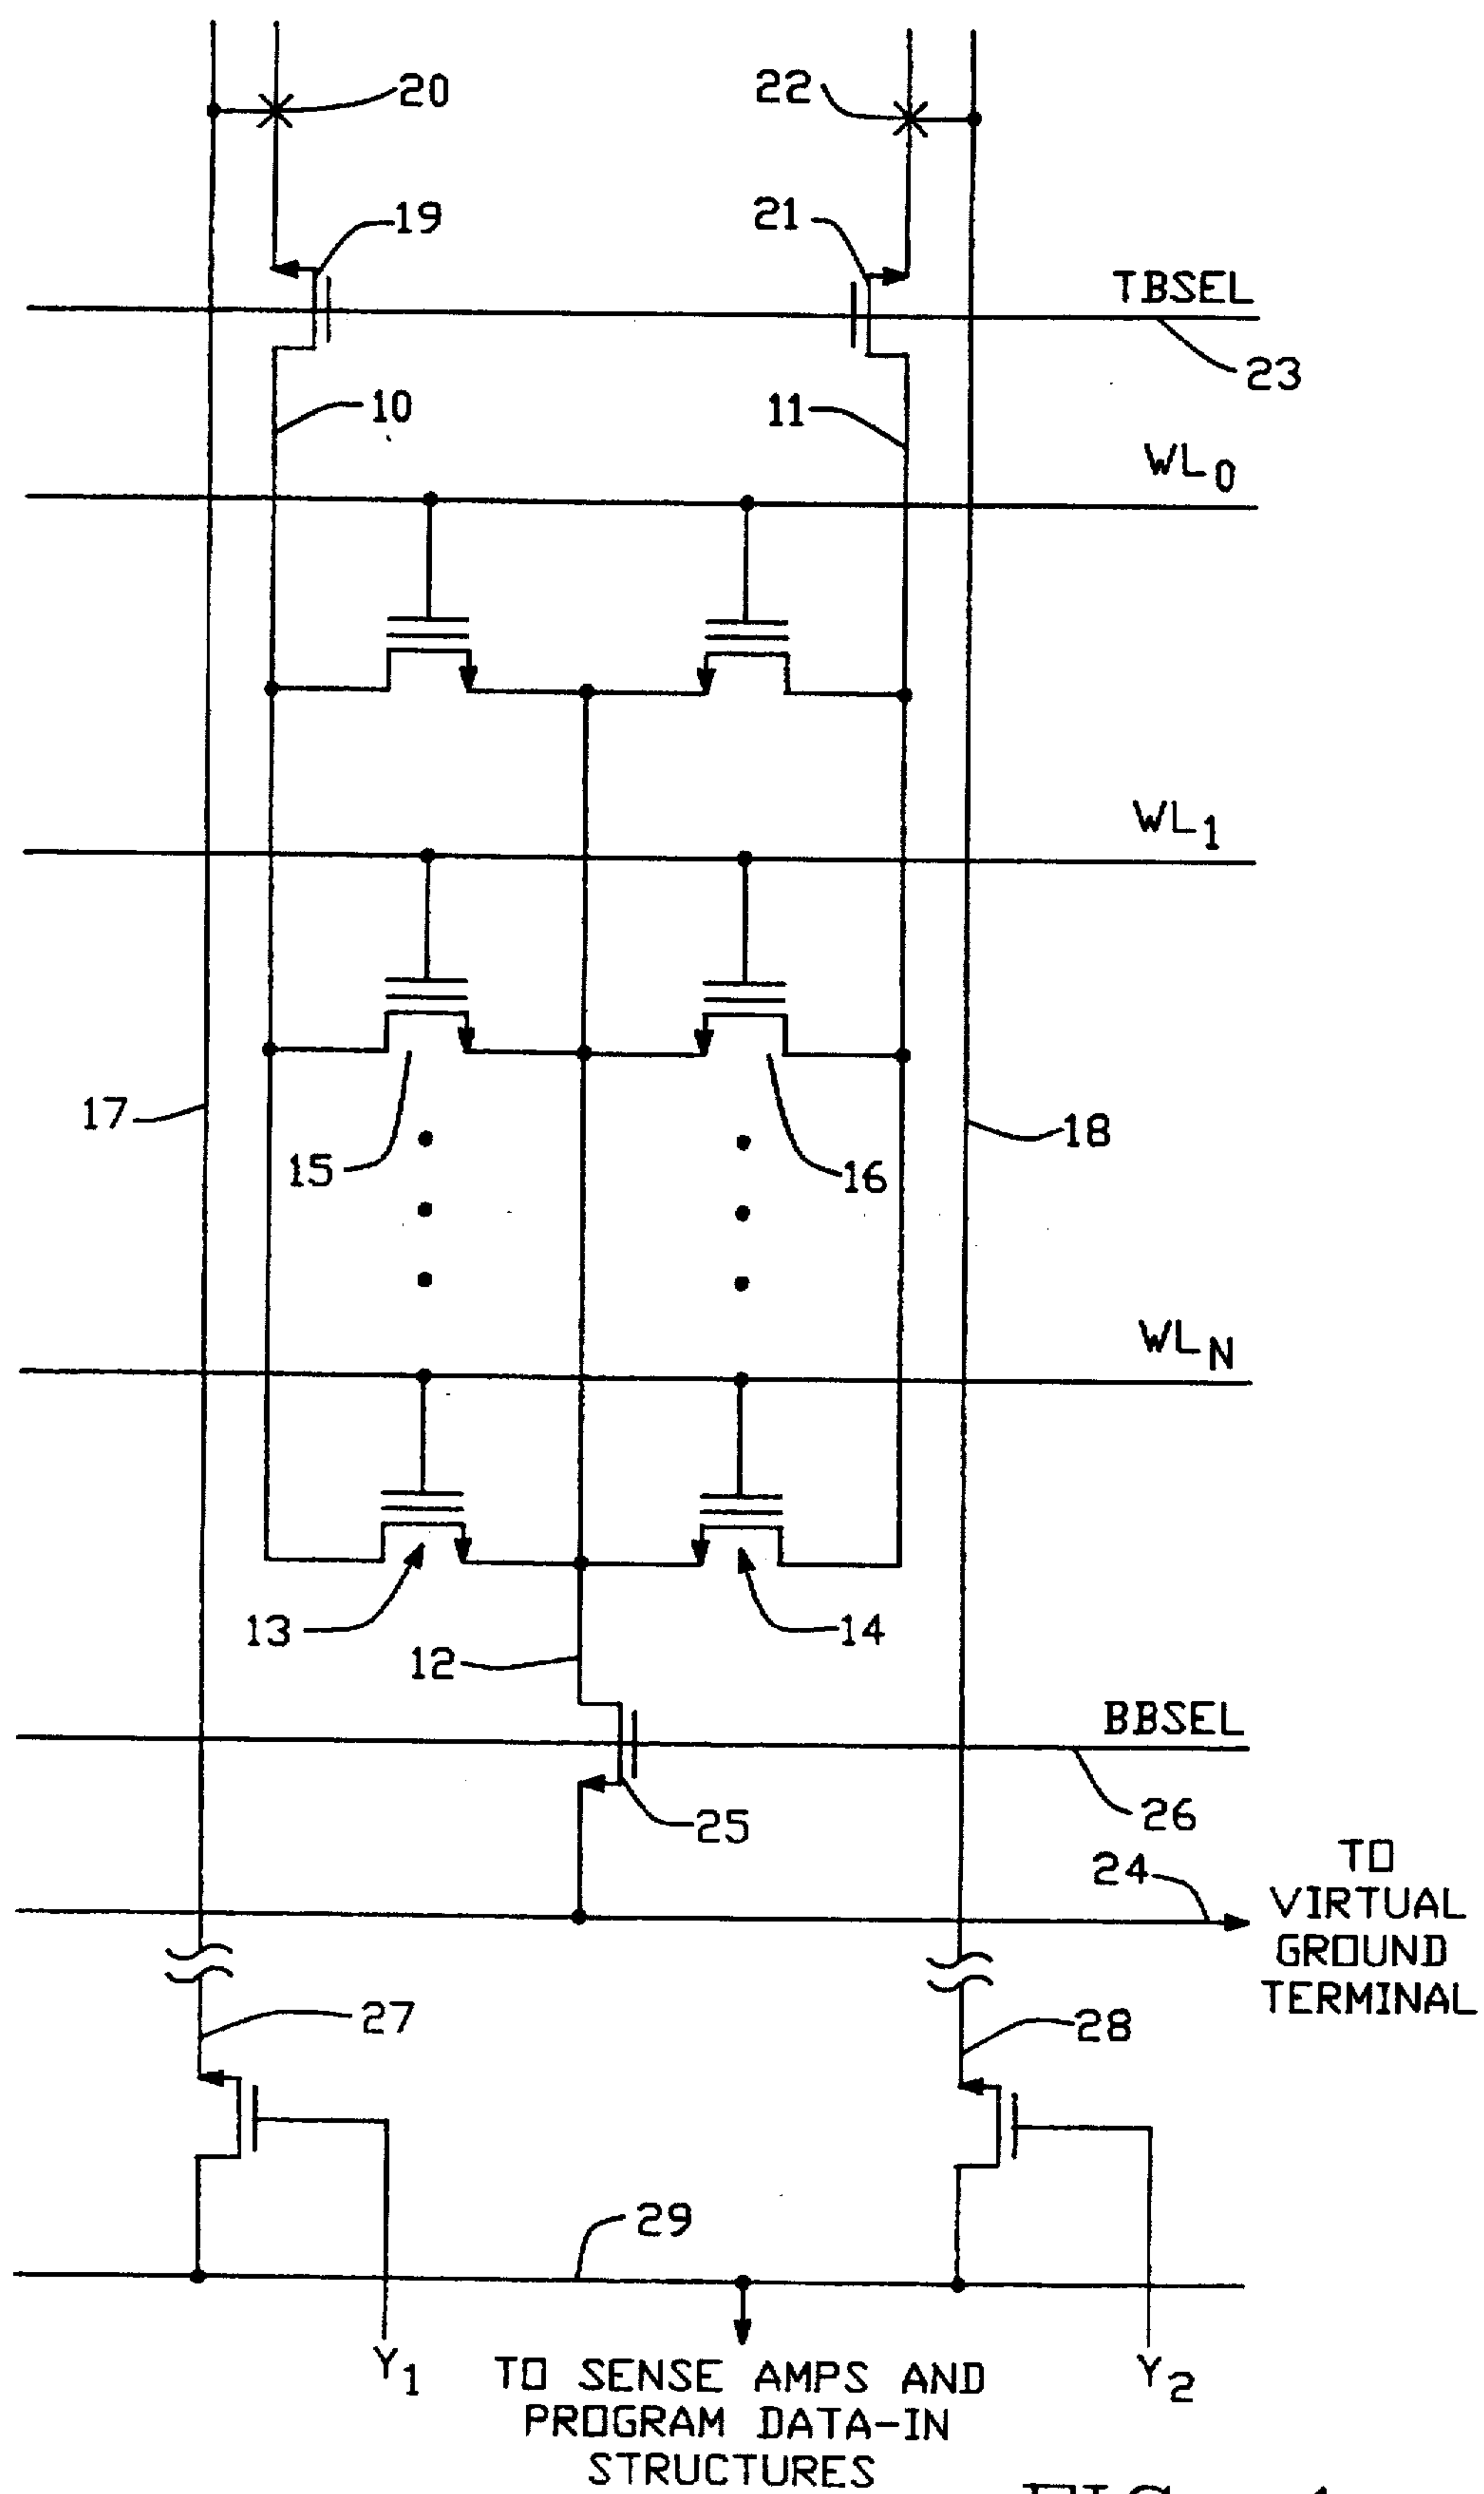 20
22
19
21
TBSEL
23
10
11
WL0
WL1
17
15
16
18
WLN
13
14
12
BBSEL
25
26
24
TO
VIRTUAL
GROUND
TERMINAL
27
28
29
Y1
Y2
TO SENSE AMPS AND
PROGRAM DATA-IN
STRUCTURES